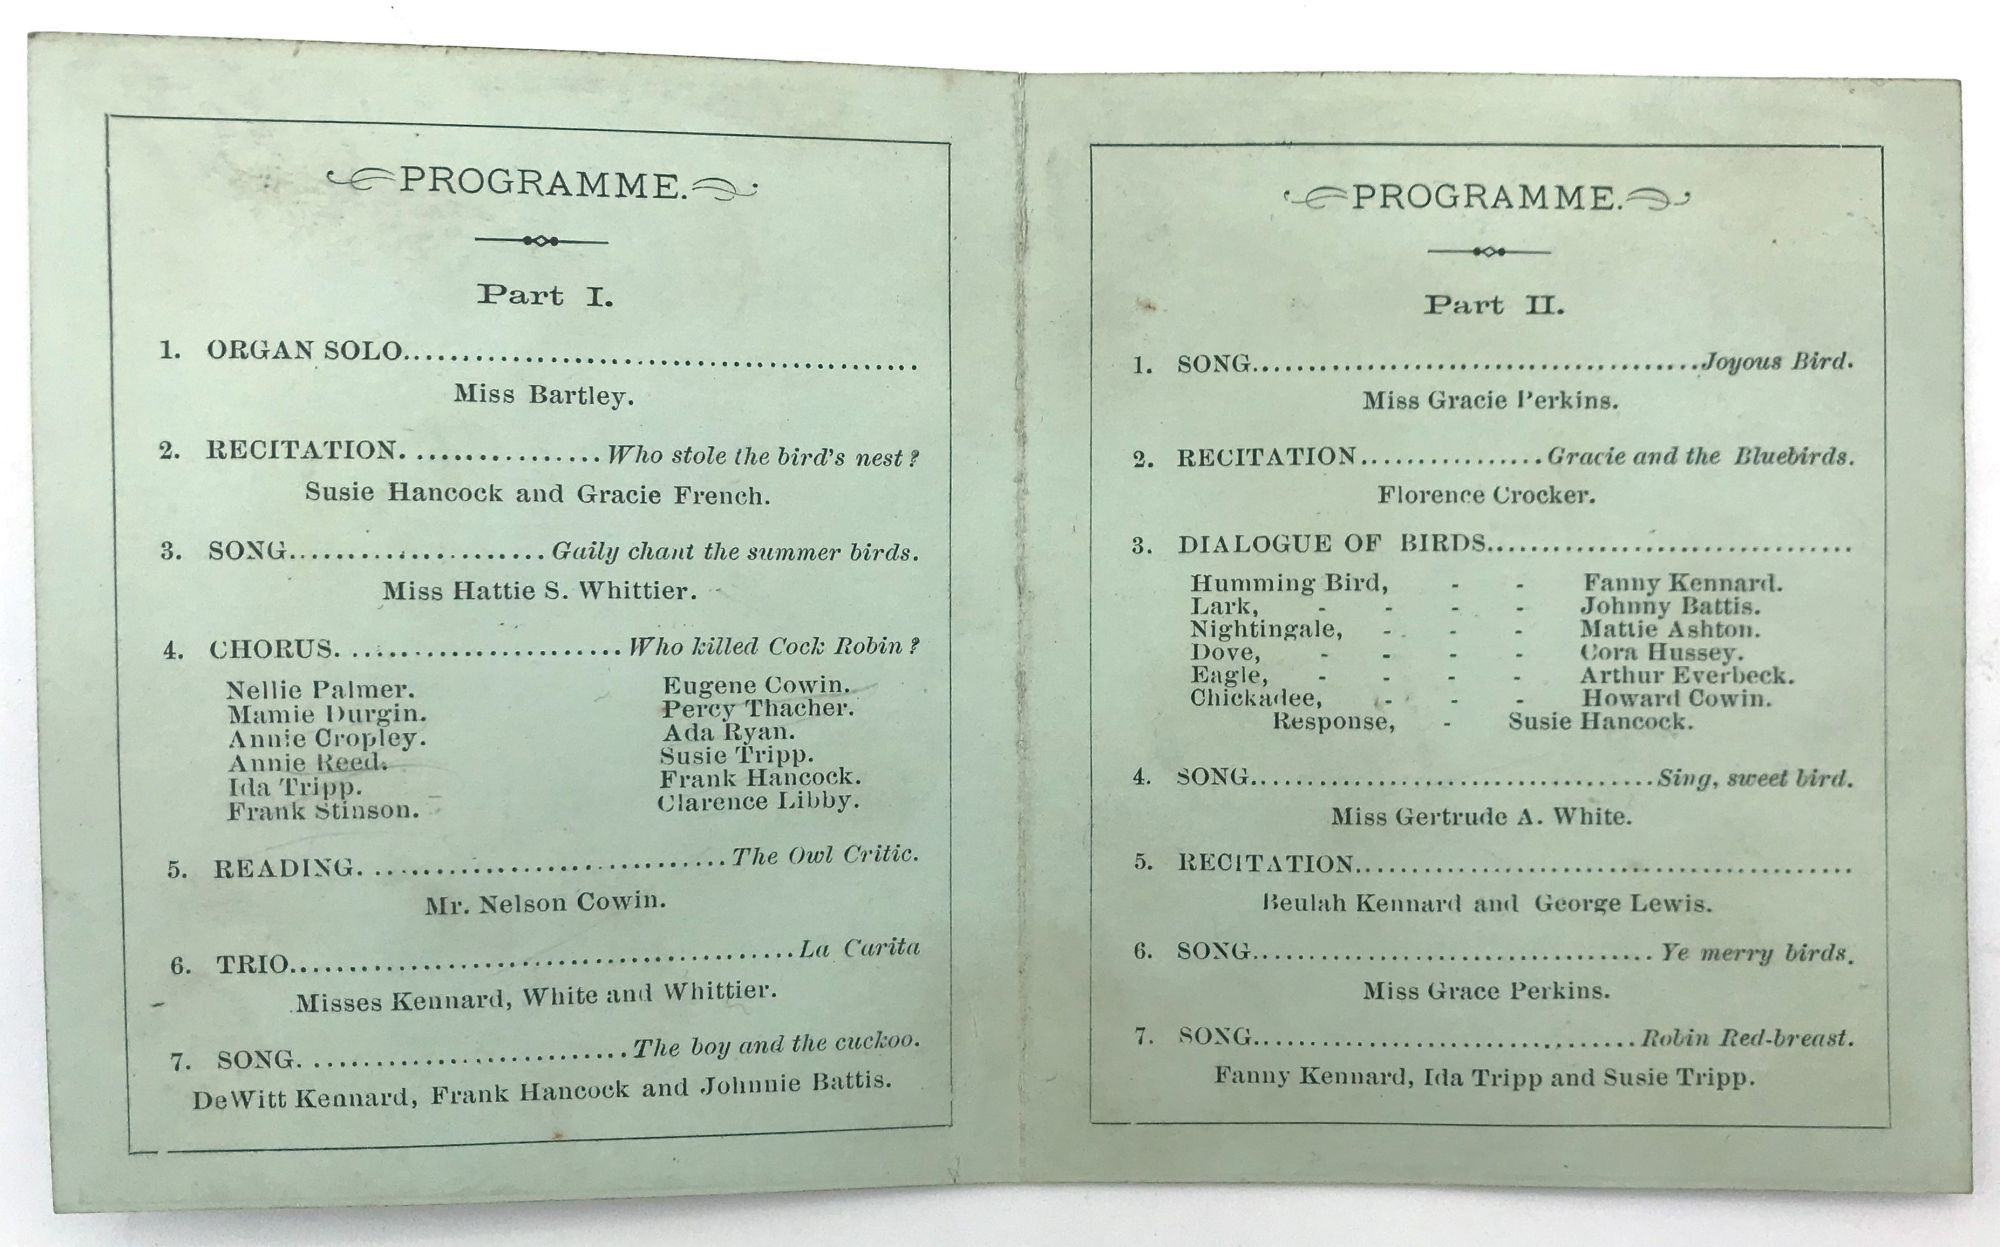 PROGRAMME.
Part I.
1. ORGAN SOLO........................................
Miss Bartley.
2. RECITATION................Who stole the bird's nest?
Susie Hancock and Gracie French.
3. SONG......................Gaily chant the summer birds.
Miss Hattie S. Whittier.
4. CHORUS........................Who killed Cock Robin?
Nellie Palmer. Eugene Cowin.
Mamie Durgin. Percy Thacher.
Annie Cropley. Ada Ryan.
Annie Reed. Susie Tripp.
Ida Tripp. Frank Hancock.
Frank Stinson. Clarence Libby.
5. READING...............................The Owl Critic.
Mr. Nelson Cowin.
6. TRIO..........................................La Carita
Misses Kennard, White and Whittier.
7. SONG............................The boy and the cuckoo.
DeWitt Kennard, Frank Hancock and Johnnie Battis.
PROGRAMME.
Part II.
1. SONG........................................Joyous Bird.
Miss Gracie Perkins.
2. RECITATION................Gracie and the Bluebirds.
Florence Crocker.
3. DIALOGUE OF BIRDS................................
Humming Bird, - - Fanny Kennard.
Lark, - - - - Johnny Battis.
Nightingale, - - - Mattie Ashton.
Dove, - - - - Cora Hussey.
Eagle, - - - - Arthur Everbeck.
Chickadee, - - - Howard Cowin.
Response, - Susie Hancock.
4. SONG....................................Sing, sweet bird.
Miss Gertrude A. White.
5. RECITATION............................................
Beulah Kennard and George Lewis.
6. SONG....................................Ye merry birds.
Miss Grace Perkins.
7. SONG..................................Robin Red-breast.
Fanny Kennard, Ida Tripp and Susie Tripp.